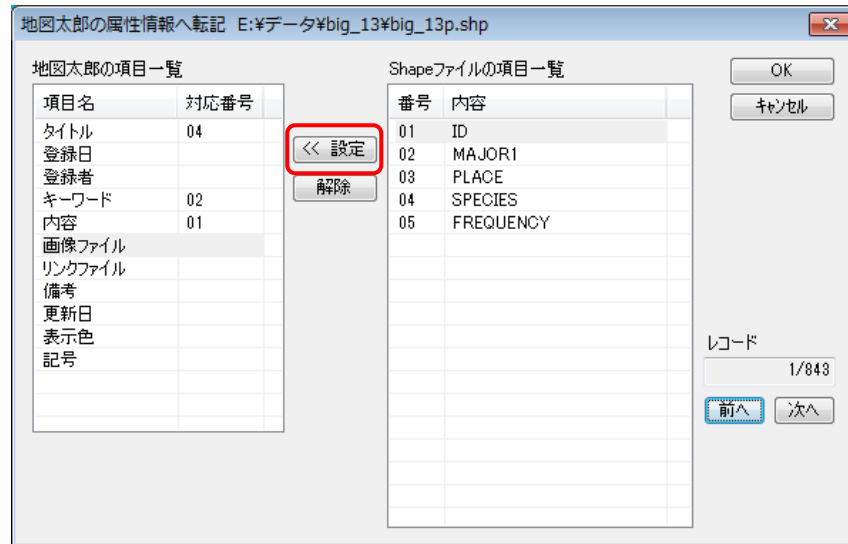 地図太郎の属性情報へ転記 E:¥データ¥big_13¥big_13p.shp
地図太郎の項目一覧
項目名 対応番号
タイトル 04
登録日
登録者
キーワード 02
内容 01
画像ファイル
リンクファイル
備考
更新日
表示色
記号
<< 設定
解除
Shapeファイルの項目一覧
番号 内容
01 ID
02 MAJOR1
03 PLACE
04 SPECIES
05 FREQUENCY
OK
キャンセル
レコード
1/843
前へ 次へ